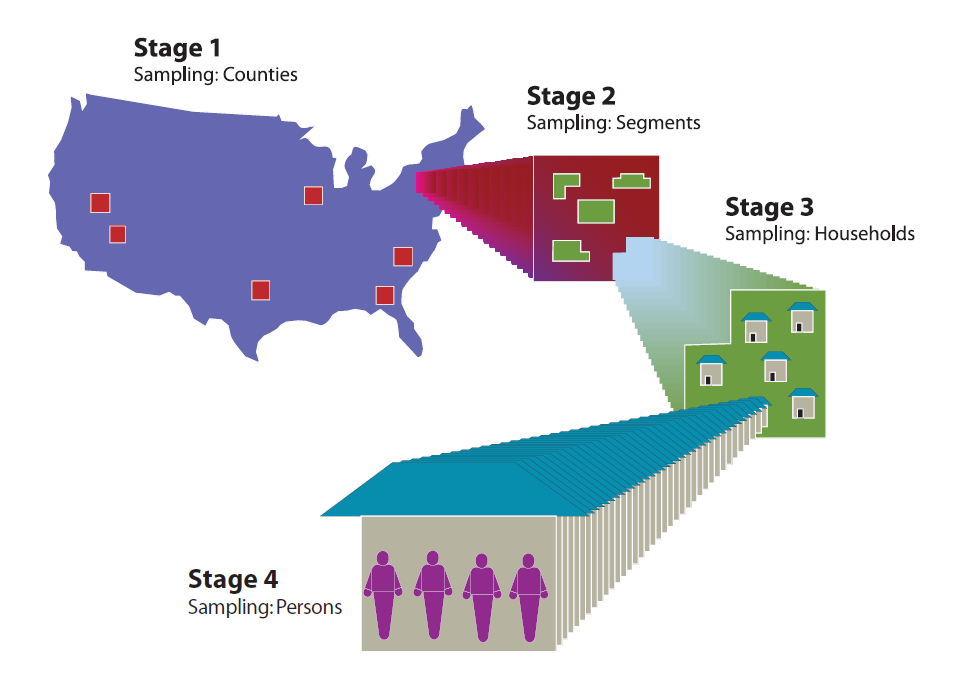 Stage 1
Sampling: Counties
Stage 2
Sampling: Segments
Stage 3
Sampling: Households
Stage 4
Sampling: Persons